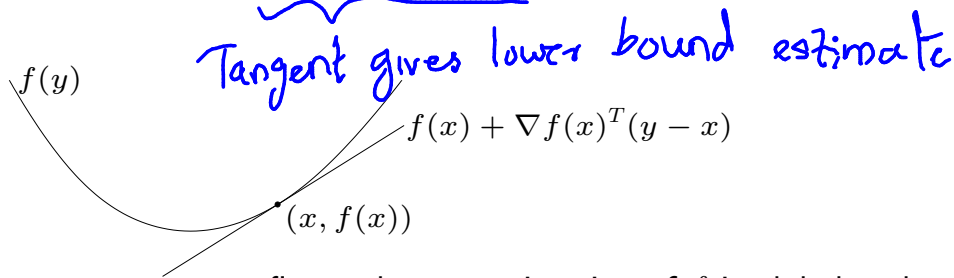 Tangent gives lower bound estimate
f(y)
f(x) + ∇f(x)^T(y − x)
(x, f(x))